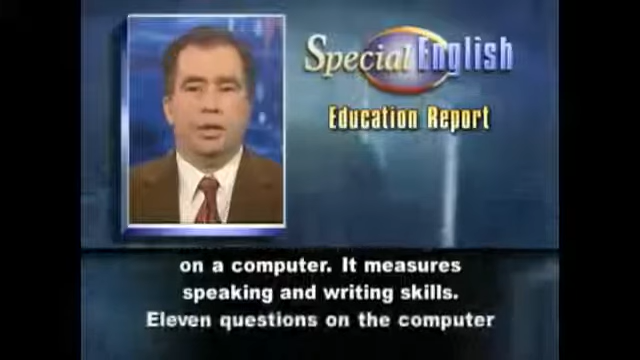 Special English
Education Report
on a computer. It measures
speaking and writing skills.
Eleven questions on the computer